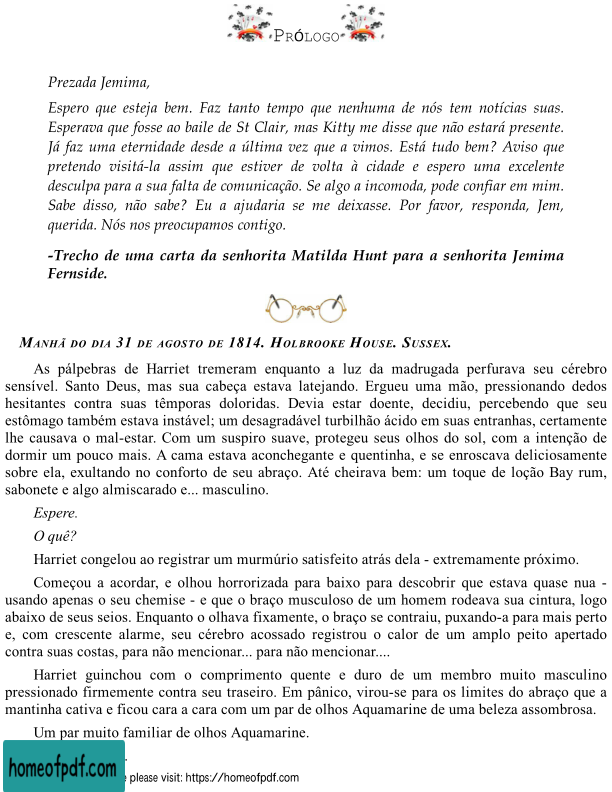 PRÓLOGO
Prezada Jemima,
Espero que esteja bem. Faz tanto tempo que nenhuma de nós tem notícias suas.
Esperava que fosse ao baile de St Clair, mas Kitty me disse que não estará presente.
Já faz uma eternidade desde a última vez que a vimos. Está tudo bem? Aviso que
pretendo visitá-la assim que estiver de volta à cidade e espero uma excelente
desculpa para a sua falta de comunicação. Se algo a incomoda, pode confiar em mim.
Sabe disso, não sabe? Eu a ajudaria se me deixasse. Por favor, responda, Jem,
querida. Nós nos preocupamos contigo.
-Trecho de uma carta da senhorita Matilda Hunt para a senhorita Jemima
Fernside.
MANHÃ DO DIA 31 DE AGOSTO DE 1814. HOLBROOKE HOUSE. SUSSEX.
As pálpebras de Harriet tremeram enquanto a luz da madrugada perfurava seu cérebro
sensível. Santo Deus, mas sua cabeça estava latejando. Ergueu uma mão, pressionando dedos
hesitantes contra suas têmporas doloridas. Devia estar doente, decidiu, percebendo que seu
estômago também estava instável; um desagradável turbilhão ácido em suas entranhas, certamente
lhe causava o mal-estar. Com um suspiro suave, protegeu seus olhos do sol, com a intenção de
dormir um pouco mais. A cama estava aconchegante e quentinha, e se enroscava deliciosamente
sobre ela, exultando no conforto de seu abraço. Até cheirava bem: um toque de loção Bay rum,
sabonete e algo almiscarado e... masculino.
Espere.
O quê?
Harriet congelou ao registrar um murmúrio satisfeito atrás dela - extremamente próximo.
Começou a acordar, e olhou horrorizada para baixo para descobrir que estava quase nua -
usando apenas o seu chemise - e que o braço musculoso de um homem rodeava sua cintura, logo
abaixo de seus seios. Enquanto o olhava fixamente, o braço se contraiu, puxando-a para mais perto
e, com crescente alarme, seu cérebro acossado registrou o calor de um amplo peito apertado
contra suas costas, para não mencionar... para não mencionar....
Harriet guinchou com o comprimento quente e duro de um membro muito masculino
pressionado firmemente contra seu traseiro. Em pânico, virou-se para os limites do abraço que a
mantinha cativa e ficou cara a cara com um par de olhos Aquamarine de uma beleza assombrosa.
Um par muito familiar de olhos Aquamarine.
homeofpdf.com
please visit: https://homeofpdf.com